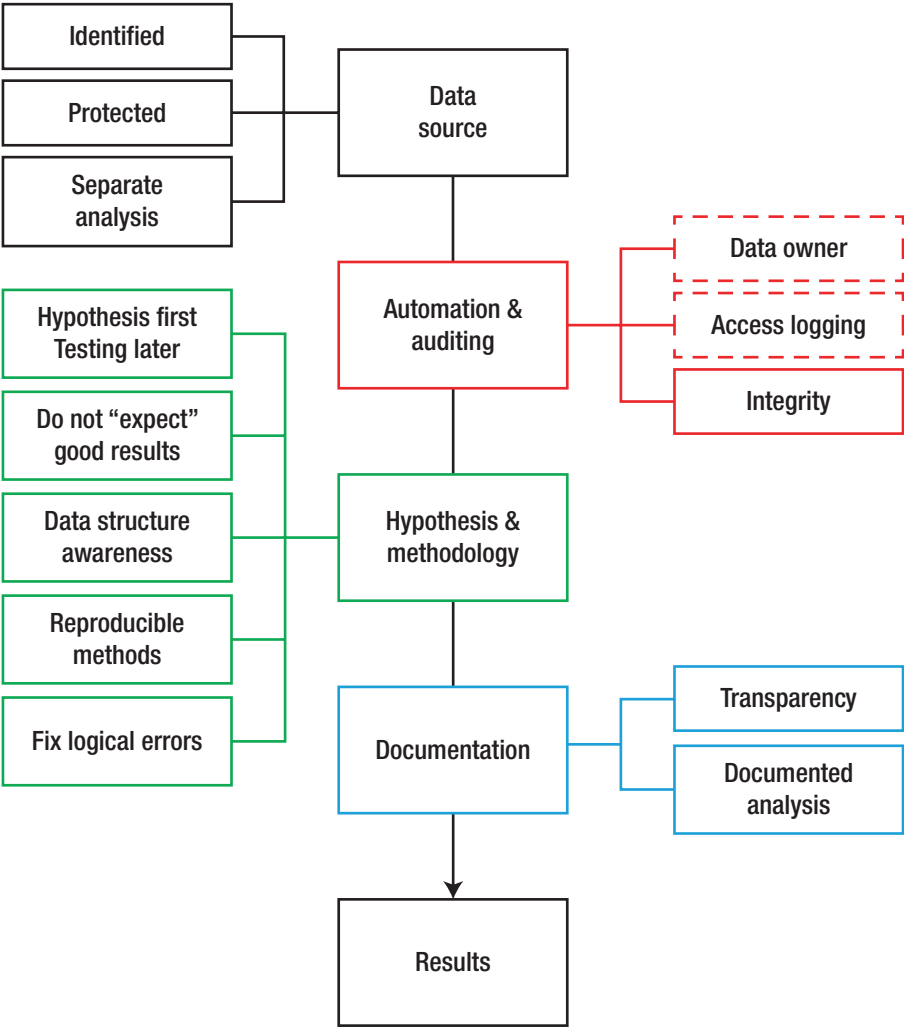 Identified
Protected
Separate
analysis
Data
source
Automation &
auditing
Data owner
Access logging
Integrity
Hypothesis first
Testing later
Do not “expect”
good results
Data structure
awareness
Reproducible
methods
Fix logical errors
Hypothesis &
methodology
Documentation
Transparency
Documented
analysis
Results